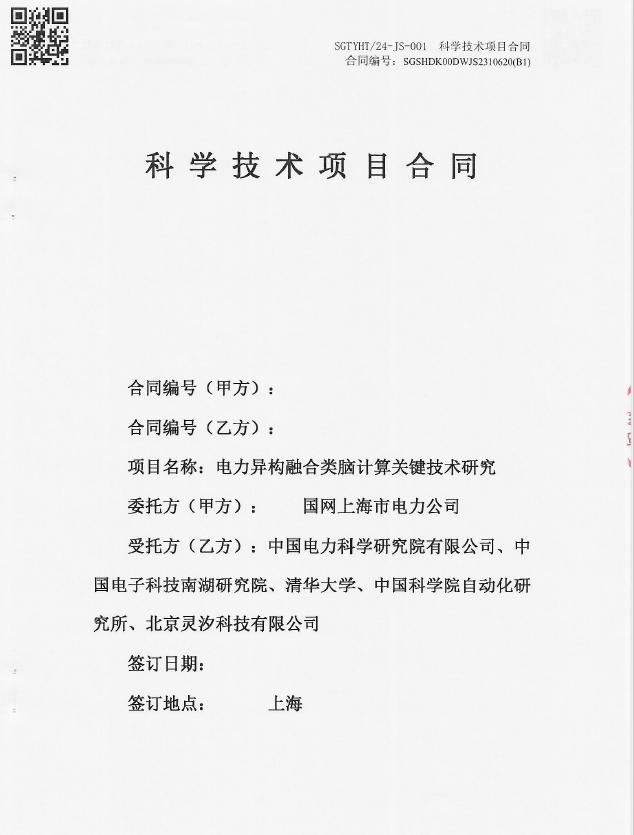 SGTYHT/24-JS-001 科学技术项目合同
合同编号：SGSHDK00DWJS2310620(B1)
科学技术项目合同
合同编号（甲方）：
合同编号（乙方）：
项目名称：电力异构融合类脑计算关键技术研究
委托方（甲方）： 国网上海市电力公司
受托方（乙方）：中国电力科学研究院有限公司、中
国电子科技南湖研究院、清华大学、中国科学院自动化研
究所、北京灵汐科技有限公司
签订日期：
签订地点： 上海